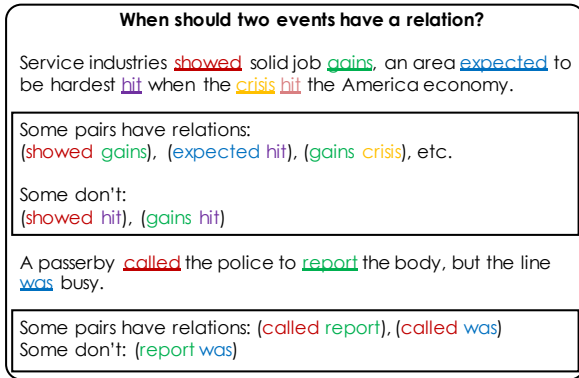 When should two events have a relation?
Service industries showed solid job gains, an area expected to
be hardest hit when the crisis hit the America economy.
Some pairs have relations:
(showed gains), (expected hit), (gains crisis), etc.
Some don't:
(showed hit), (gains hit)
A passerby called the police to report the body, but the line
was busy.
Some pairs have relations: (called report), (called was)
Some don't: (report was)